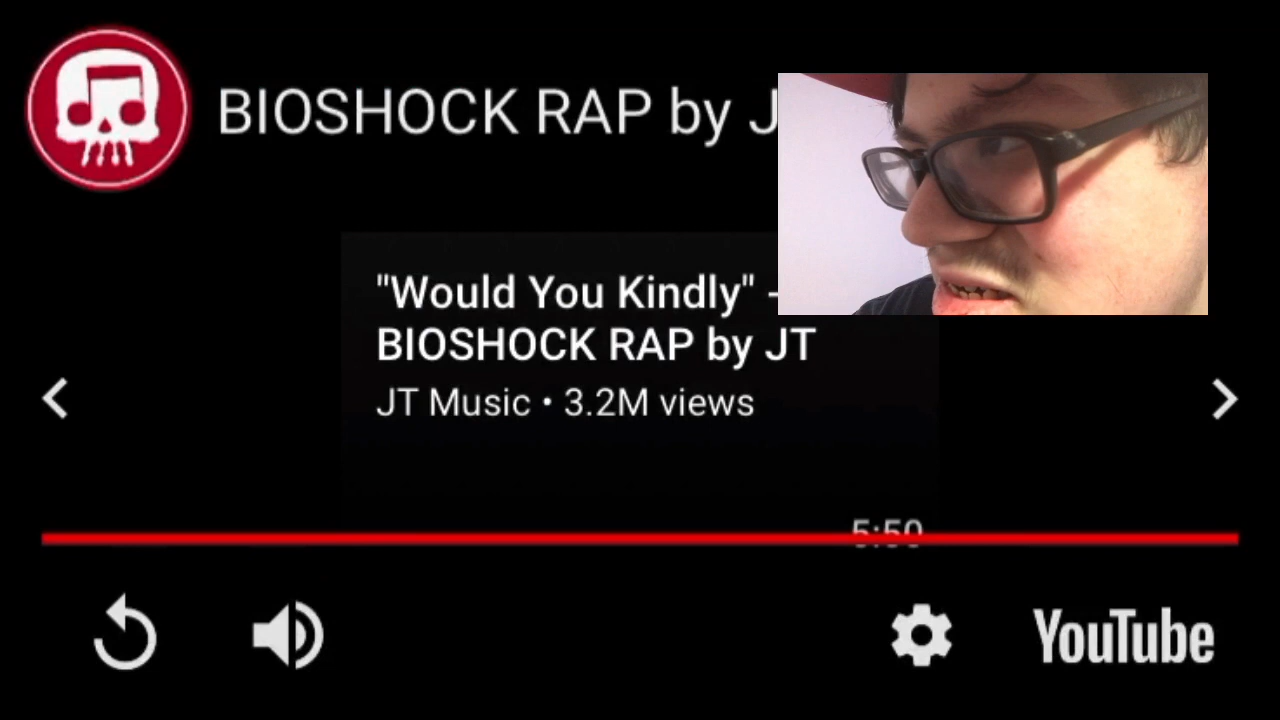 BIOSHOCK RAP by J
"Would You Kindly" -
BIOSHOCK RAP by JT
JT Music • 3.2M views
5:50
YouTube